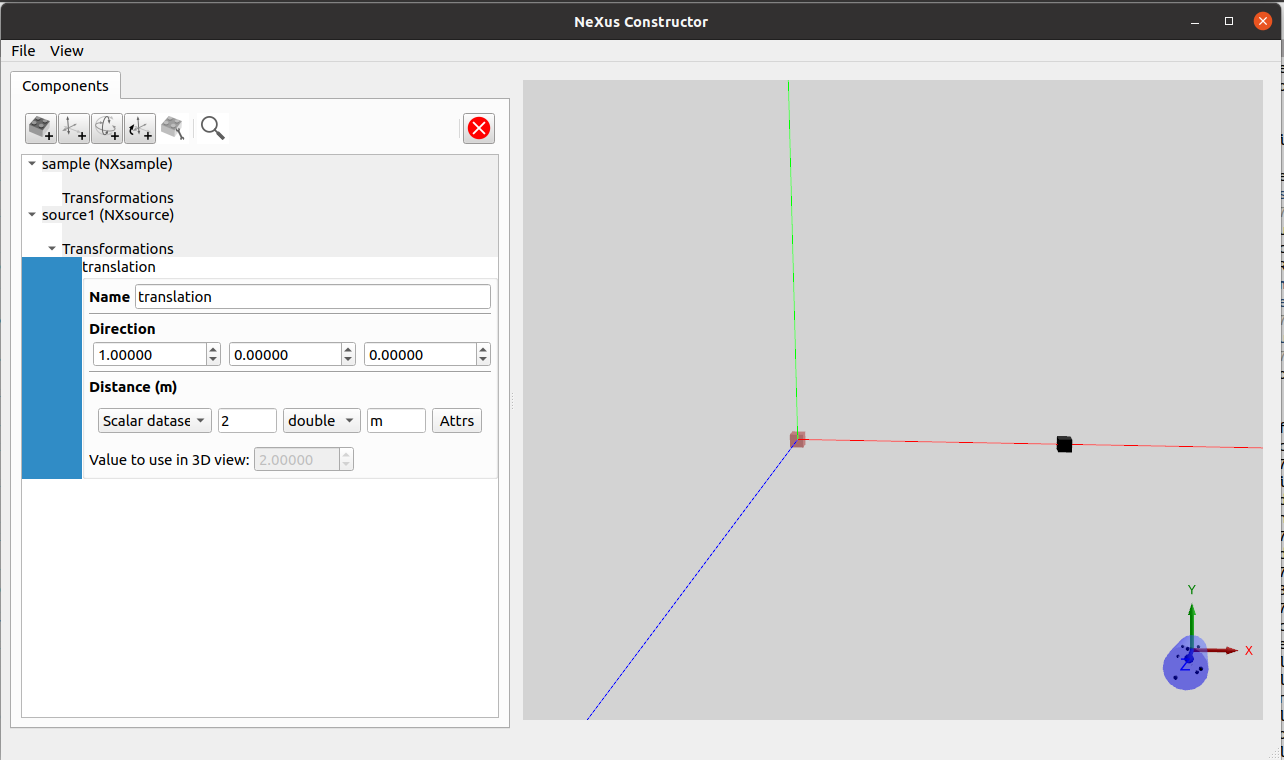 NeXus Constructor
File View
Components
sample (NXsample)
Transformations
source1 (NXsource)
Transformations
translation
Name translation
Direction
1.00000 0.00000 0.00000
Distance (m)
Scalar datase 2 double m Attrs
Value to use in 3D view: 2.00000
Y
X
Z